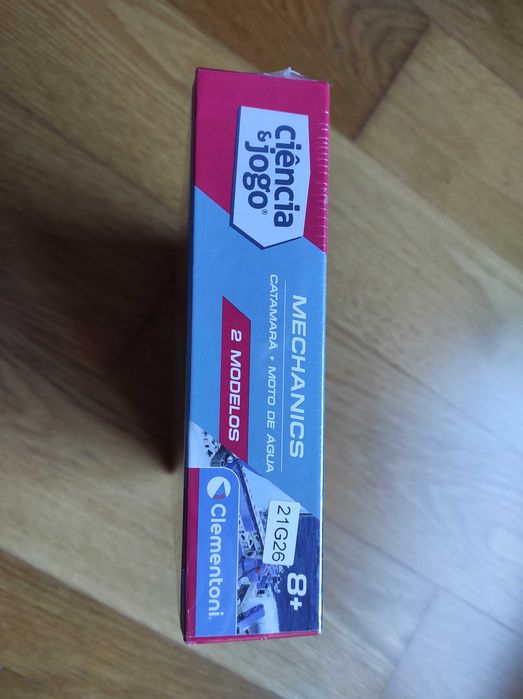 ciência
& jogo®
MECHANICS
CATAMARÃ + MOTO DE ÁGUA
2 MODELOS
Clementoni®
21G26
8+